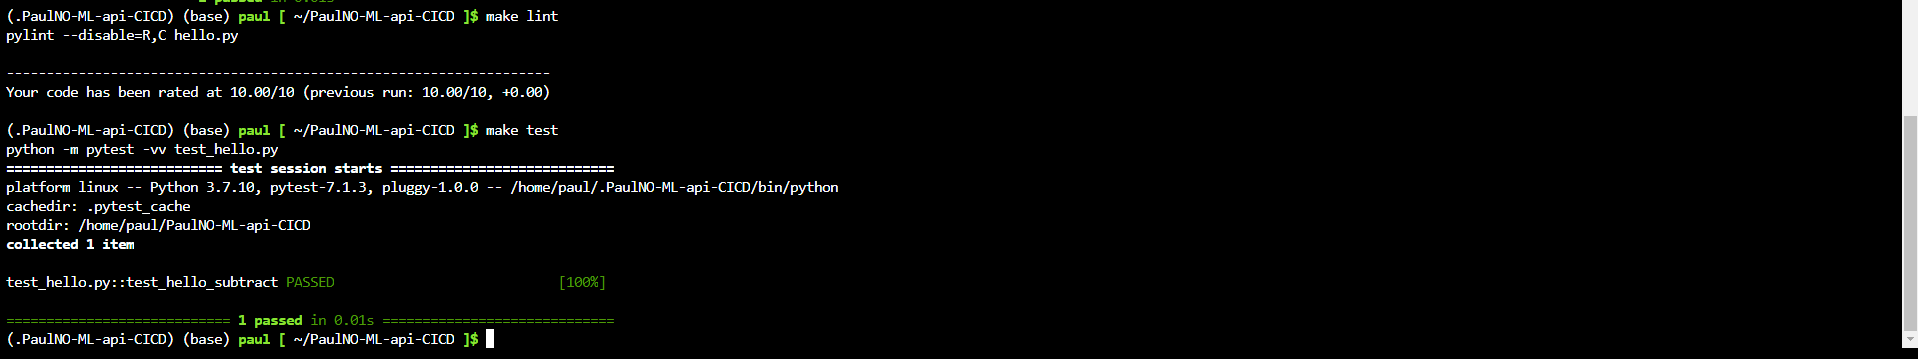 1 passed in 0.01s
(.PaulNO-ML-api-CICD) (base) paul [ ~/PaulNO-ML-api-CICD ]$ make lint
pylint --disable=R,C hello.py
--------------------------------------------------------------------
Your code has been rated at 10.00/10 (previous run: 10.00/10, +0.00)
(.PaulNO-ML-api-CICD) (base) paul [ ~/PaulNO-ML-api-CICD ]$ make test
python -m pytest -vv test_hello.py
=========================== test session starts ============================
platform linux -- Python 3.7.10, pytest-7.1.3, pluggy-1.0.0 -- /home/paul/.PaulNO-ML-api-CICD/bin/python
cachedir: .pytest_cache
rootdir: /home/paul/PaulNO-ML-api-CICD
collected 1 item
test_hello.py::test_hello_subtract PASSED                            [100%]
============================ 1 passed in 0.01s =============================
(.PaulNO-ML-api-CICD) (base) paul [ ~/PaulNO-ML-api-CICD ]$